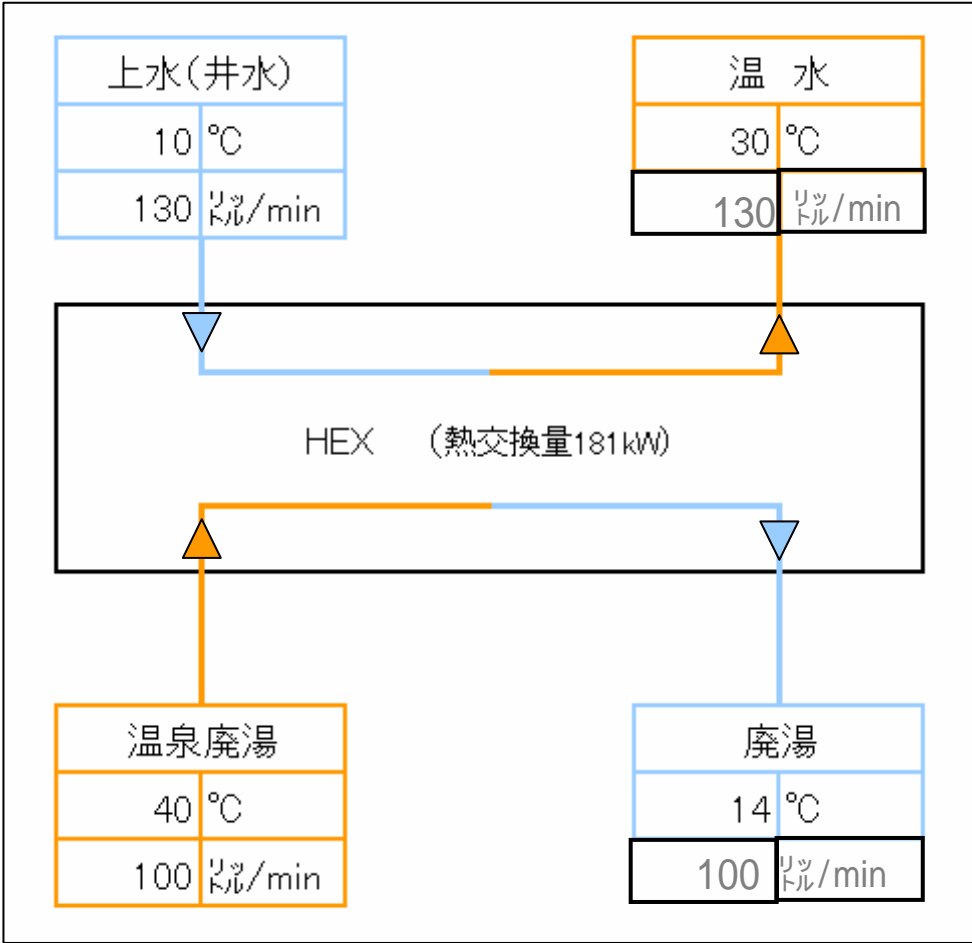 上水(井水)
10 ℃
130 リットル/min
温 水
30 ℃
130 リットル/min
HEX (熱交換量181kW)
温泉廃湯
40 ℃
100 リットル/min
廃湯
14 ℃
100 リットル/min